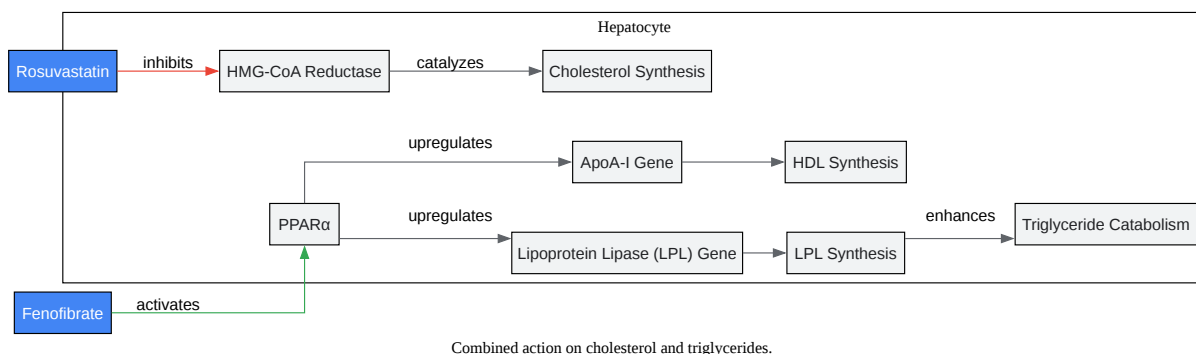 Hepatocyte
Rosuvastatin
inhibits
HMG-CoA Reductase
catalyzes
Cholesterol Synthesis
upregulates
ApoA-I Gene
HDL Synthesis
PPARα
upregulates
Lipoprotein Lipase (LPL) Gene
LPL Synthesis
enhances
Triglyceride Catabolism
Fenofibrate
activates
Combined action on cholesterol and triglycerides.